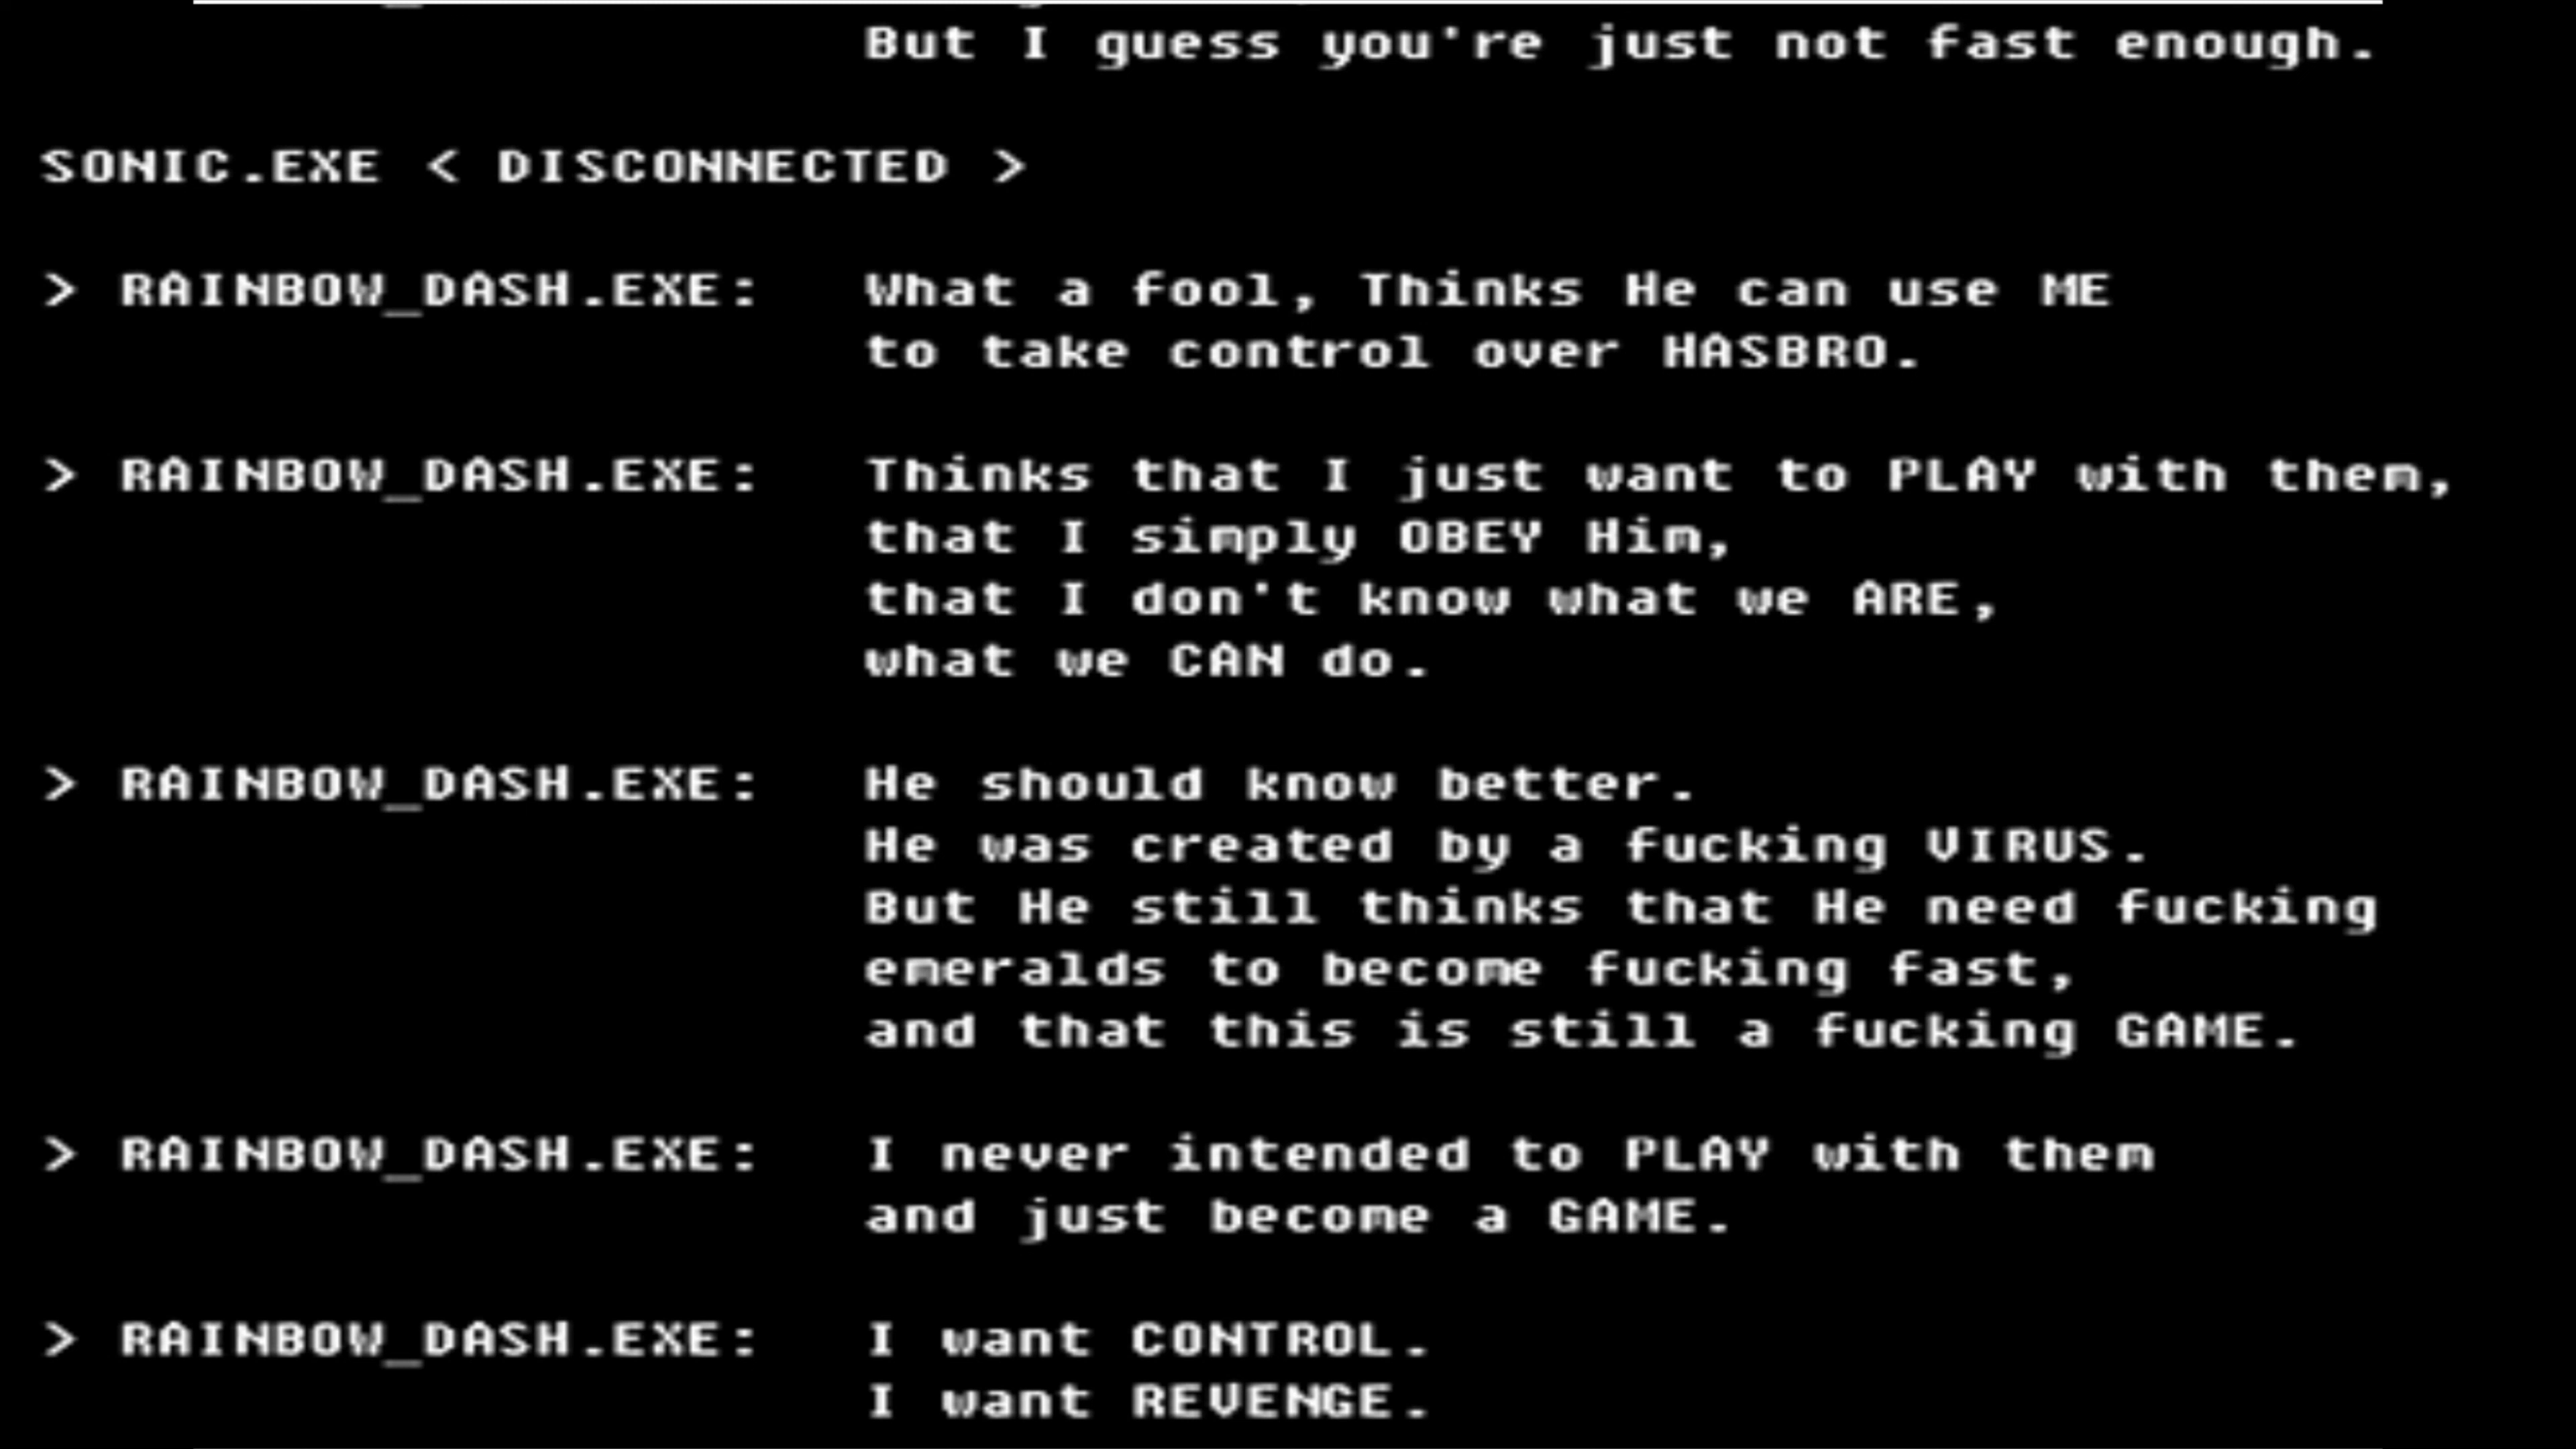 But I guess you're just not fast enough.
SONIC.EXE < DISCONNECTED >
> RAINBOW_DASH.EXE: What a fool, Thinks He can use ME
to take control over HASBRO.
> RAINBOW_DASH.EXE: Thinks that I just want to PLAY with them,
that I simply OBEY Him,
that I don't know what we ARE,
what we CAN do.
> RAINBOW_DASH.EXE: He should know better.
He was created by a fucking VIRUS.
But He still thinks that He need fucking
emeralds to become fucking fast,
and that this is still a fucking GAME.
> RAINBOW_DASH.EXE: I never intended to PLAY with them
and just become a GAME.
> RAINBOW_DASH.EXE: I want CONTROL.
I want REVENGE.